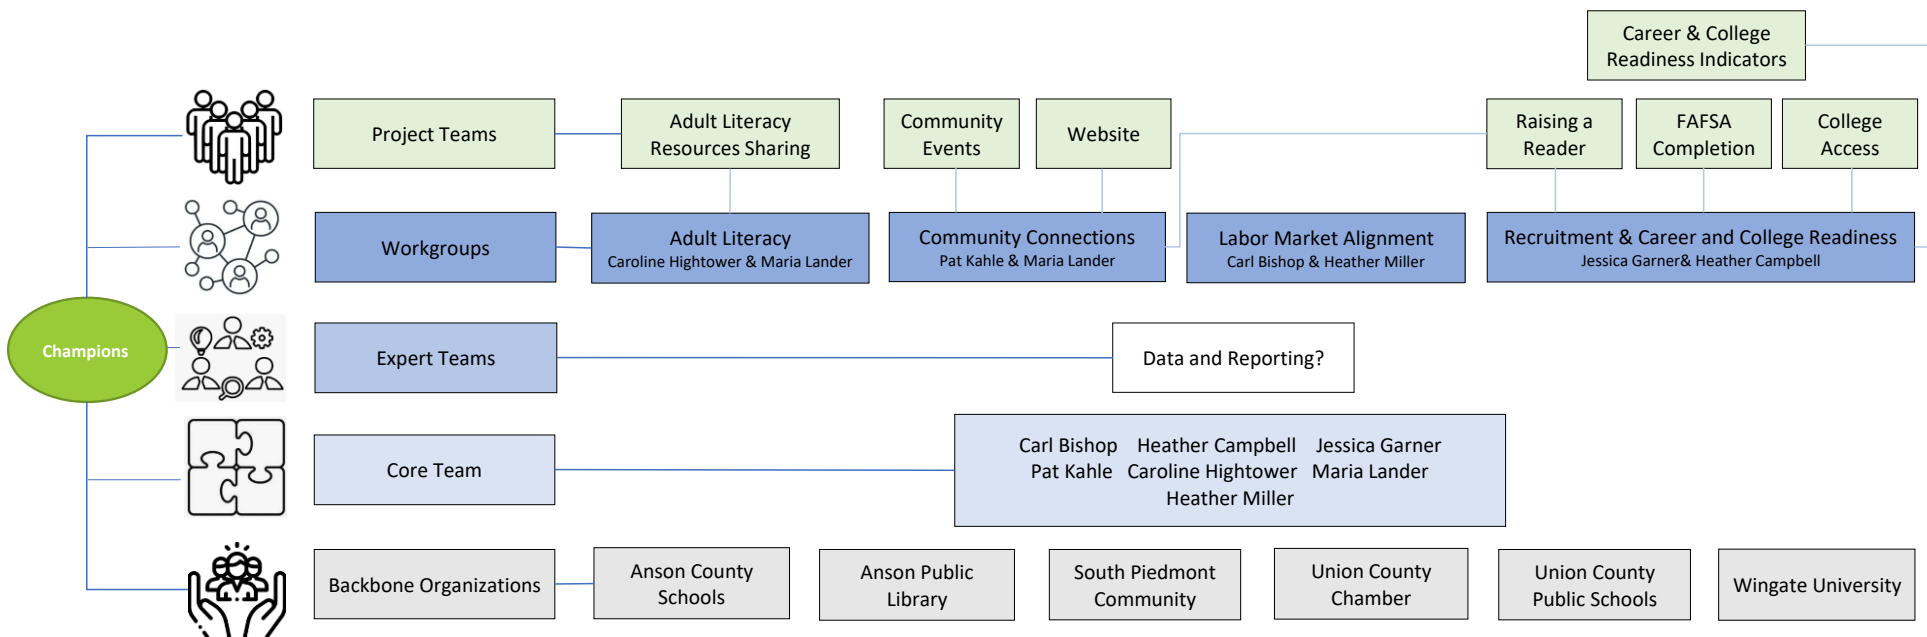 Career & College
Readiness Indicators
Project Teams
Adult Literacy
Resources Sharing
Community
Events
Website
Raising a
Reader
FAFSA
Completion
College
Access
Workgroups
Adult Literacy
Caroline Hightower & Maria Lander
Community Connections
Pat Kahle & Maria Lander
Labor Market Alignment
Carl Bishop & Heather Miller
Recruitment & Career and College Readiness
Jessica Garner& Heather Campbell
Champions
Expert Teams
Data and Reporting?
Core Team
Carl Bishop Heather Campbell Jessica Garner
Pat Kahle Caroline Hightower Maria Lander
Heather Miller
Backbone Organizations
Anson County
Schools
Anson Public
Library
South Piedmont
Community
Union County
Chamber
Union County
Public Schools
Wingate University